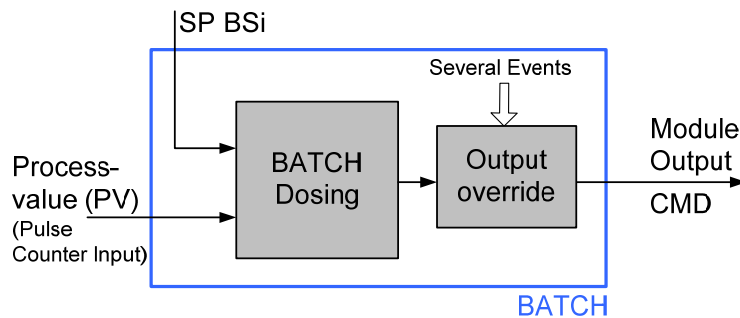 SP BSi
Several Events
BATCH
Dosing
Output
override
Module
Output
CMD
Process-
value (PV)
(Pulse
Counter Input)
BATCH